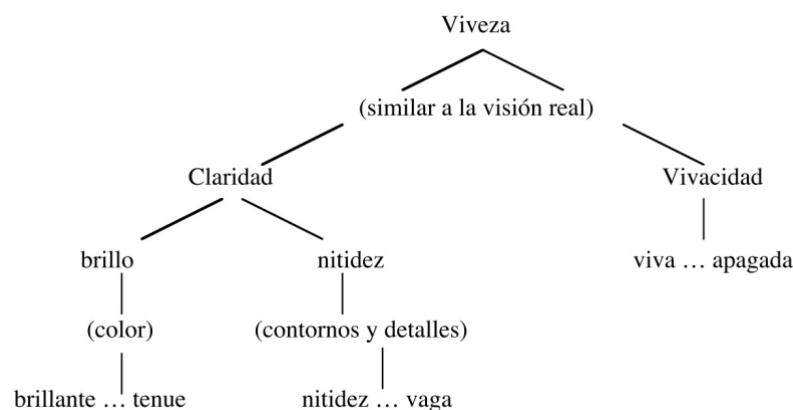 Viveza
(similar a la visión real)
Claridad
Vivacidad
brillo
nitidez
viva … apagada
(color)
(contornos y detalles)
brillante … tenue
nitidez … vaga